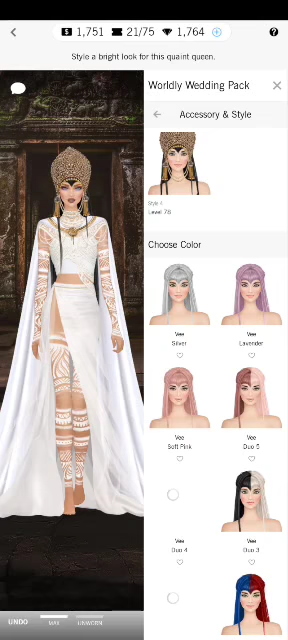 1,751 21/75 1,764
Style a bright look for this quaint queen.
Worldly Wedding Pack
Accessory & Style
Level 78
Choose Color
Vee
Silver
Vee
Lavender
Vee
Soft Pink
Vee
Duo 5
Vee
Duo 4
Vee
Duo 3
UNDO
MAX
UNWORN